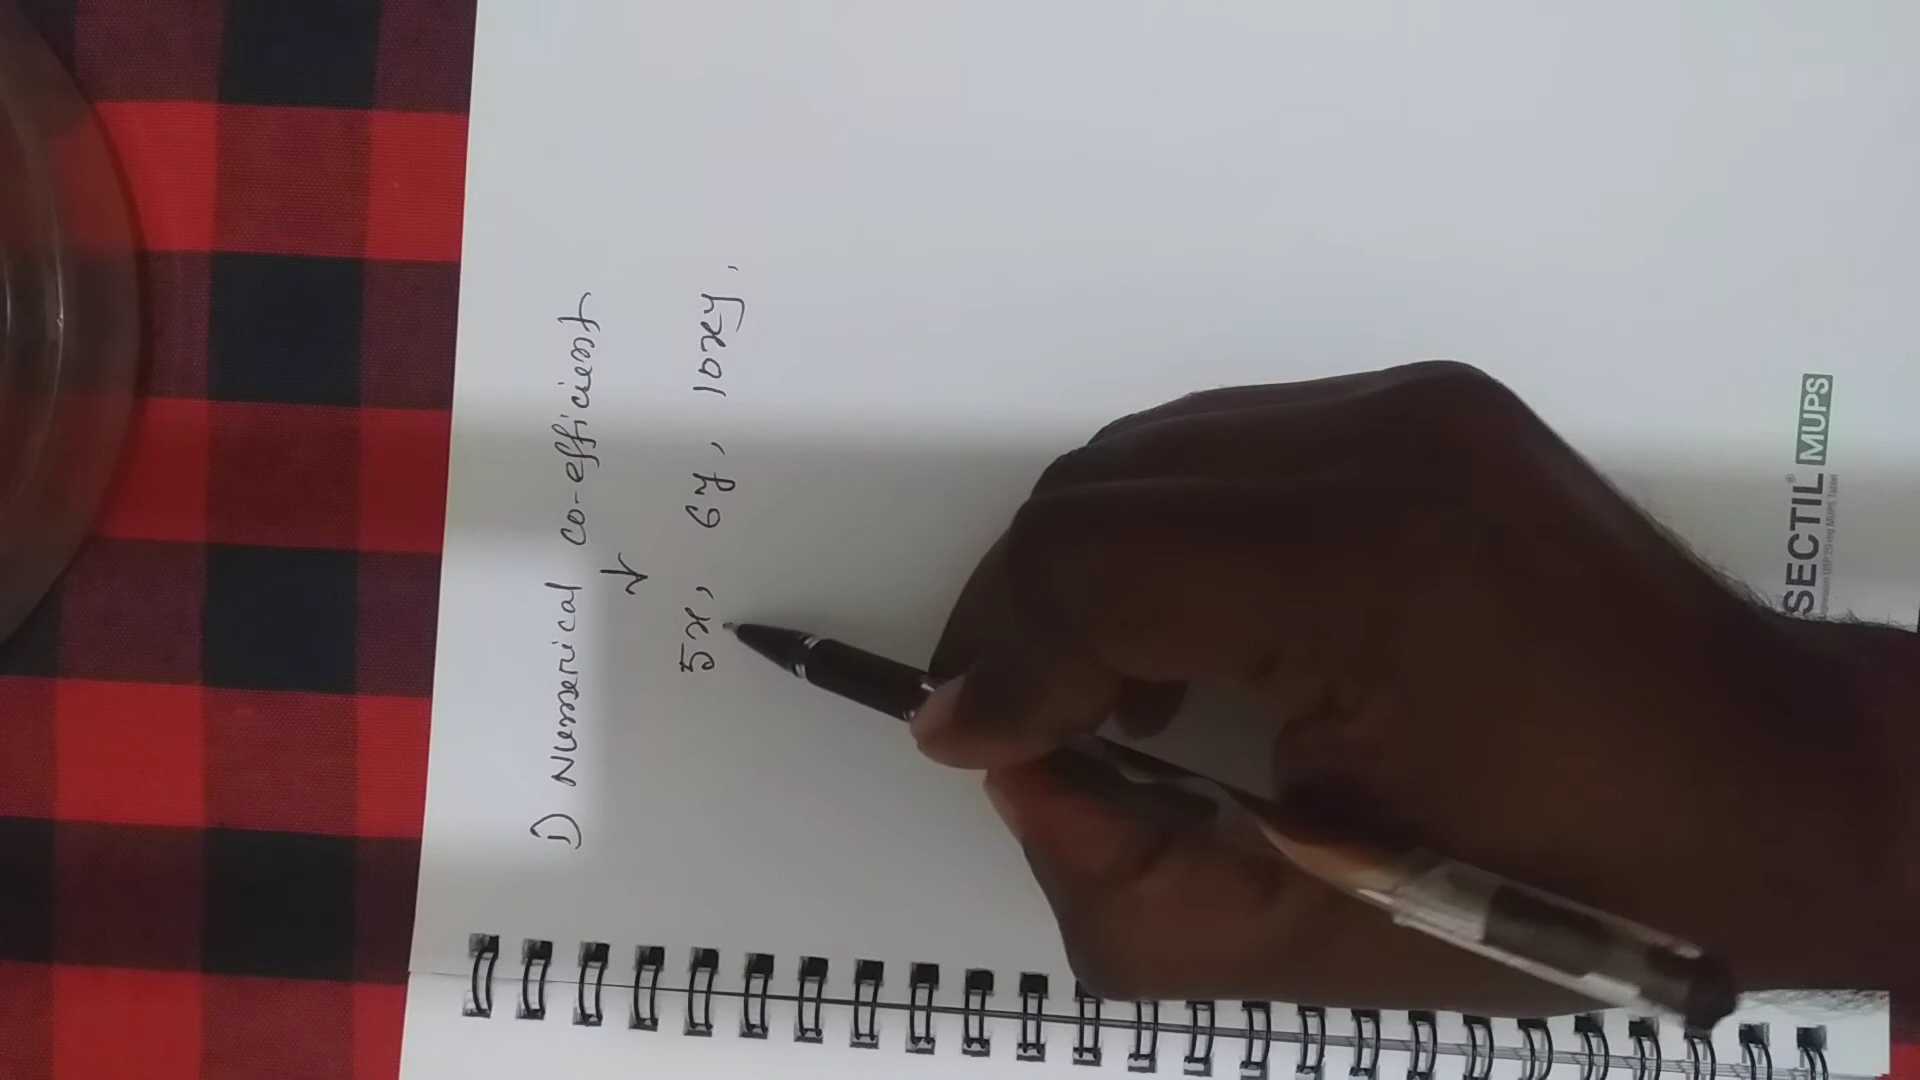 1) Numerical co-efficient
↓
5x, 6y, 10xy,
SECTIL® MUPS